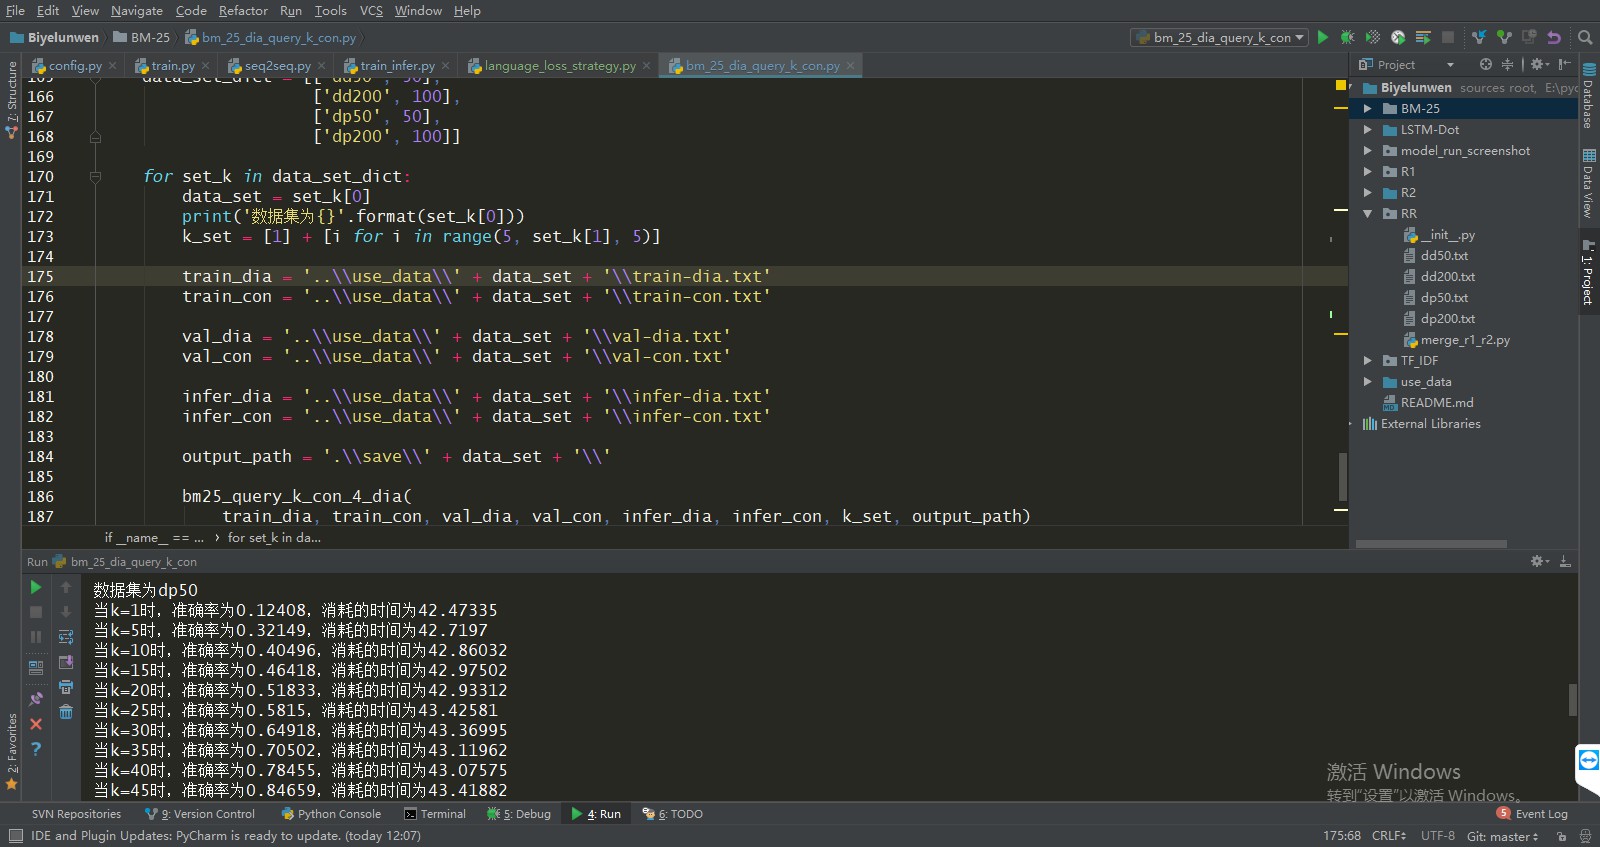 File Edit View Navigate Code Refactor Run Tools VCS Window Help
Biyelunwen BM-25 bm_25_dia_query_k_con.py bm_25_dia_query_k_con
config.py train.py seq2seq.py train_infer.py language_loss_strategy.py bm_25_dia_query_k_con.py
7: Structure
166 ['dd200', 100],
167 ['dp50', 50],
168 ['dp200', 100]]
169
170 for set_k in data_set_dict:
171 data_set = set_k[0]
172 print('数据集为{}'.format(set_k[0]))
173 k_set = [1] + [i for i in range(5, set_k[1], 5)]
174
175 train_dia = '..\\use_data\\' + data_set + '\\train-dia.txt'
176 train_con = '..\\use_data\\' + data_set + '\\train-con.txt'
177
178 val_dia = '..\\use_data\\' + data_set + '\\val-dia.txt'
179 val_con = '..\\use_data\\' + data_set + '\\val-con.txt'
180
181 infer_dia = '..\\use_data\\' + data_set + '\\infer-dia.txt'
182 infer_con = '..\\use_data\\' + data_set + '\\infer-con.txt'
183
184 output_path = '.\\save\\' + data_set + '\\'
185
186 bm25_query_k_con_4_dia(
187 train_dia, train_con, val_dia, val_con, infer_dia, infer_con, k_set, output_path)
if __name__ == ... › for set_k in da...
Project
Biyelunwen sources root, E:\pyc
BM-25
LSTM-Dot
model_run_screenshot
R1
R2
RR
__init__.py
dd50.txt
dd200.txt
dp50.txt
dp200.txt
merge_r1_r2.py
TF_IDF
use_data
README.md
External Libraries
Database
Data View
1: Project
Run bm_25_dia_query_k_con
数据集为dp50
当k=1时，准确率为0.12408，消耗的时间为42.47335
当k=5时，准确率为0.32149，消耗的时间为42.7197
当k=10时，准确率为0.40496，消耗的时间为42.86032
当k=15时，准确率为0.46418，消耗的时间为42.97502
当k=20时，准确率为0.51833，消耗的时间为42.93312
当k=25时，准确率为0.5815，消耗的时间为43.42581
当k=30时，准确率为0.64918，消耗的时间为43.36995
当k=35时，准确率为0.70502，消耗的时间为43.11962
当k=40时，准确率为0.78455，消耗的时间为43.07575
当k=45时，准确率为0.84659，消耗的时间为43.41882
2: Favorites
激活 Windows
转到"设置"以激活 Windows。
SVN Repositories 9: Version Control Python Console Terminal 5: Debug 4: Run 6: TODO 5 Event Log
IDE and Plugin Updates: PyCharm is ready to update. (today 12:07) 175:68 CRLF UTF-8 Git: master